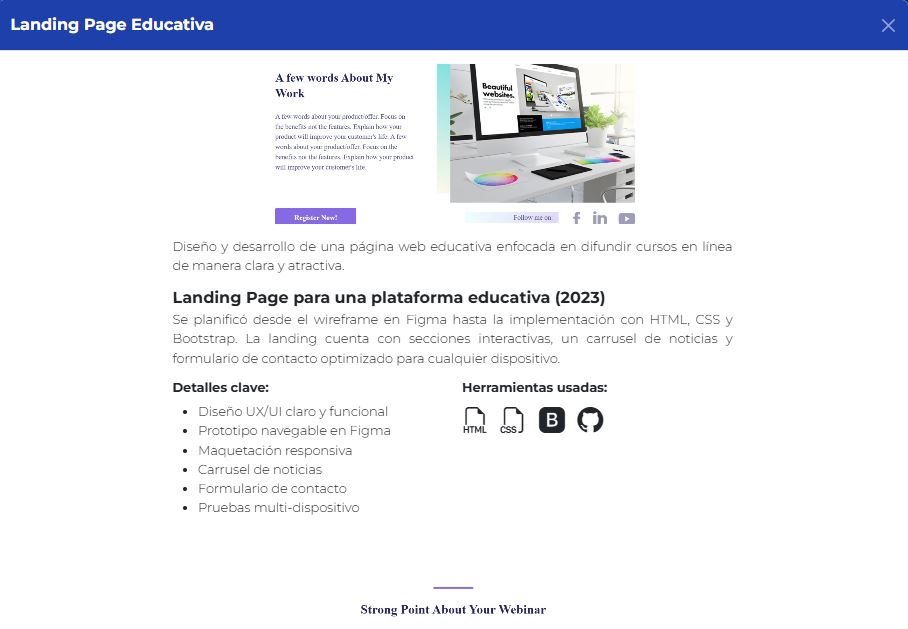 Landing Page Educativa
A few words About My
Work
A few words about your product/offer. Focus on
the benefits not the features. Explain how your
product will improve your customer's life. A few
words about your product/offer. Focus on the
benefits not the features. Explain how your product
will improve your customer's life.
Beautiful
websites.
Register Now!
Follow me on:
Diseño y desarrollo de una página web educativa enfocada en difundir cursos en línea
de manera clara y atractiva.
Landing Page para una plataforma educativa (2023)
Se planificó desde el wireframe en Figma hasta la implementación con HTML, CSS y
Bootstrap. La landing cuenta con secciones interactivas, un carrusel de noticias y
formulario de contacto optimizado para cualquier dispositivo.
Detalles clave:
Diseño UX/UI claro y funcional
Prototipo navegable en Figma
Maquetación responsiva
Carrusel de noticias
Formulario de contacto
Pruebas multi-dispositivo
Herramientas usadas:
HTML CSS B
Strong Point About Your Webinar